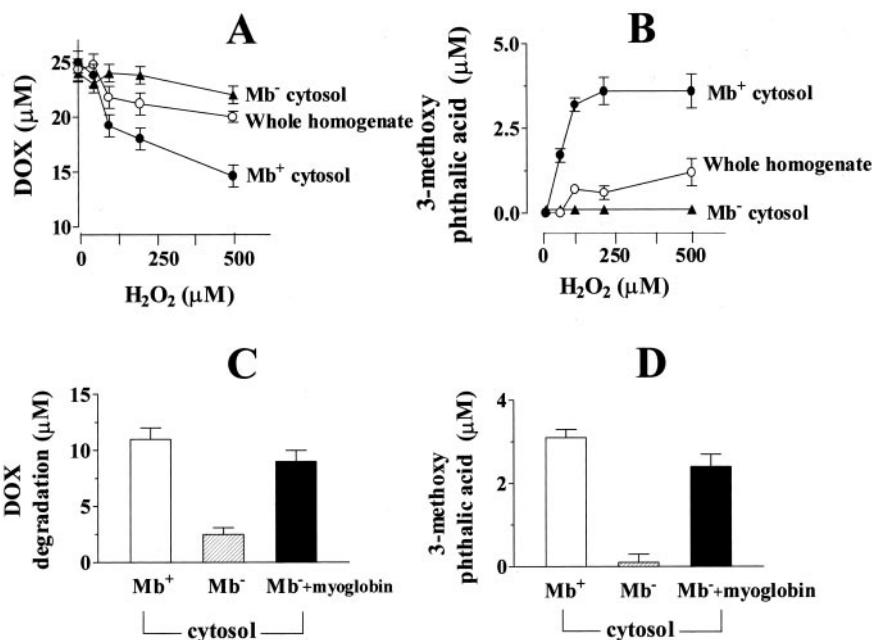 A
DOX (μM)
25
20
15
10
Mb⁻ cytosol
Whole homogenate
Mb⁺ cytosol
0 250 500
H₂O₂ (μM)
B
3-methoxy
phthalic acid (μM)
5.0
2.5
0.0
Mb⁺ cytosol
Whole homogenate
Mb⁻ cytosol
0 250 500
H₂O₂ (μM)
C
DOX
degradation (μM)
15
10
5
0
Mb⁺ Mb⁻ Mb⁻+myoglobin
cytosol
D
3-methoxy
phthalic acid (μM)
4
2
0
Mb⁺ Mb⁻ Mb⁻+myoglobin
cytosol